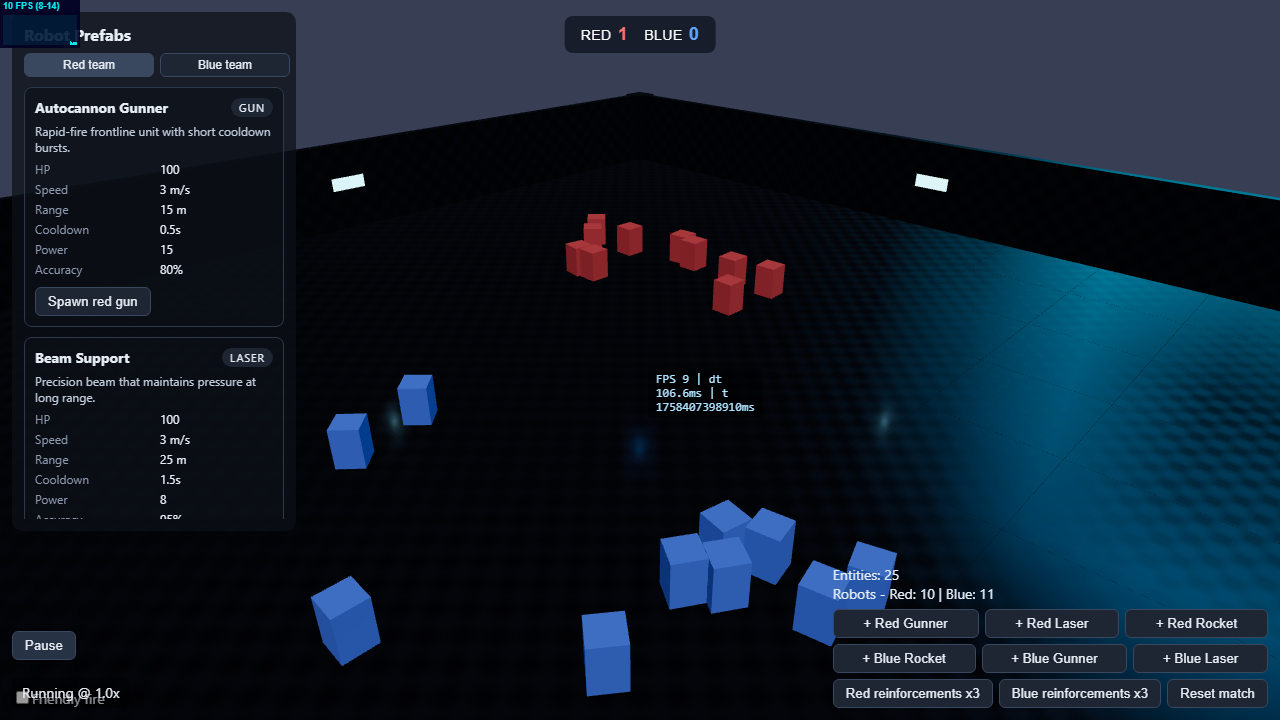 10 FPS (8-14)
Robot Prefabs
Red team
Blue team
Autocannon Gunner
GUN
Rapid-fire frontline unit with short cooldown
bursts.
HP 100
Speed 3 m/s
Range 15 m
Cooldown 0.5s
Power 15
Accuracy 80%
Spawn red gun
Beam Support
LASER
Precision beam that maintains pressure at
long range.
HP 100
Speed 3 m/s
Range 25 m
Cooldown 1.5s
Power 8
Accuracy 95%
Pause
Running @ 1.0x
Friendly fire
RED 1 BLUE 0
FPS 9 | dt
106.6ms | t
1758407398910ms
Entities: 25
Robots - Red: 10 | Blue: 11
+ Red Gunner
+ Red Laser
+ Red Rocket
+ Blue Rocket
+ Blue Gunner
+ Blue Laser
Red reinforcements x3
Blue reinforcements x3
Reset match